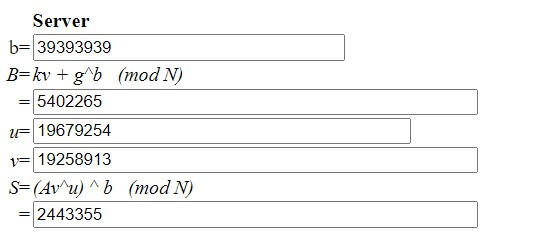 Server
b= 39393939
B= kv + g^b (mod N)
= 5402265
u= 19679254
v= 19258913
S= (Av^u) ^ b (mod N)
= 2443355